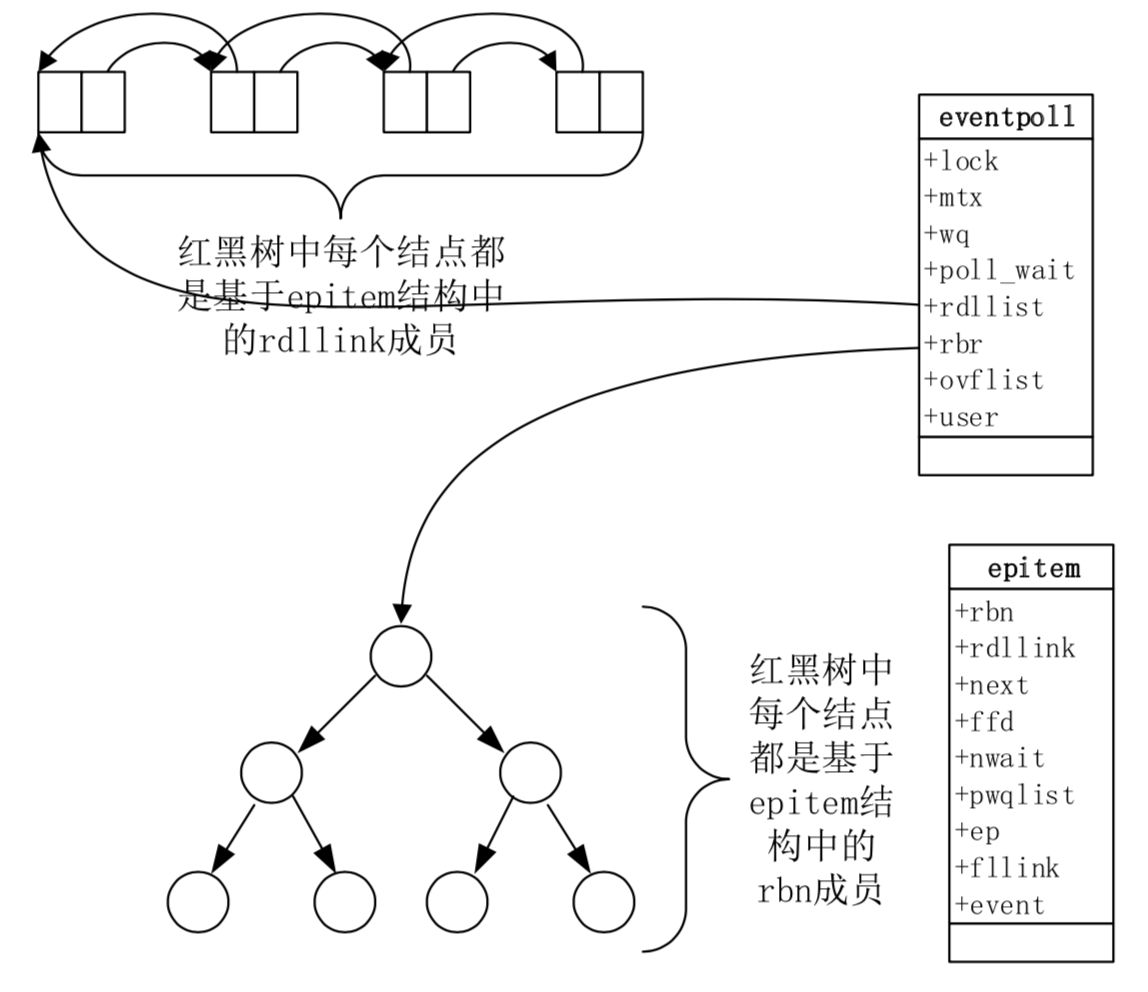 红黑树中每个结点都
是基于epitem结构中
的rdllink成员
eventpoll
+lock
+mtx
+wq
+poll_wait
+rdllist
+rbr
+ovflist
+user
红黑树中
每个结点
都是基于
epitem结
构中的
rbn成员
epitem
+rbn
+rdllink
+next
+ffd
+nwait
+pwqlist
+ep
+fllink
+event